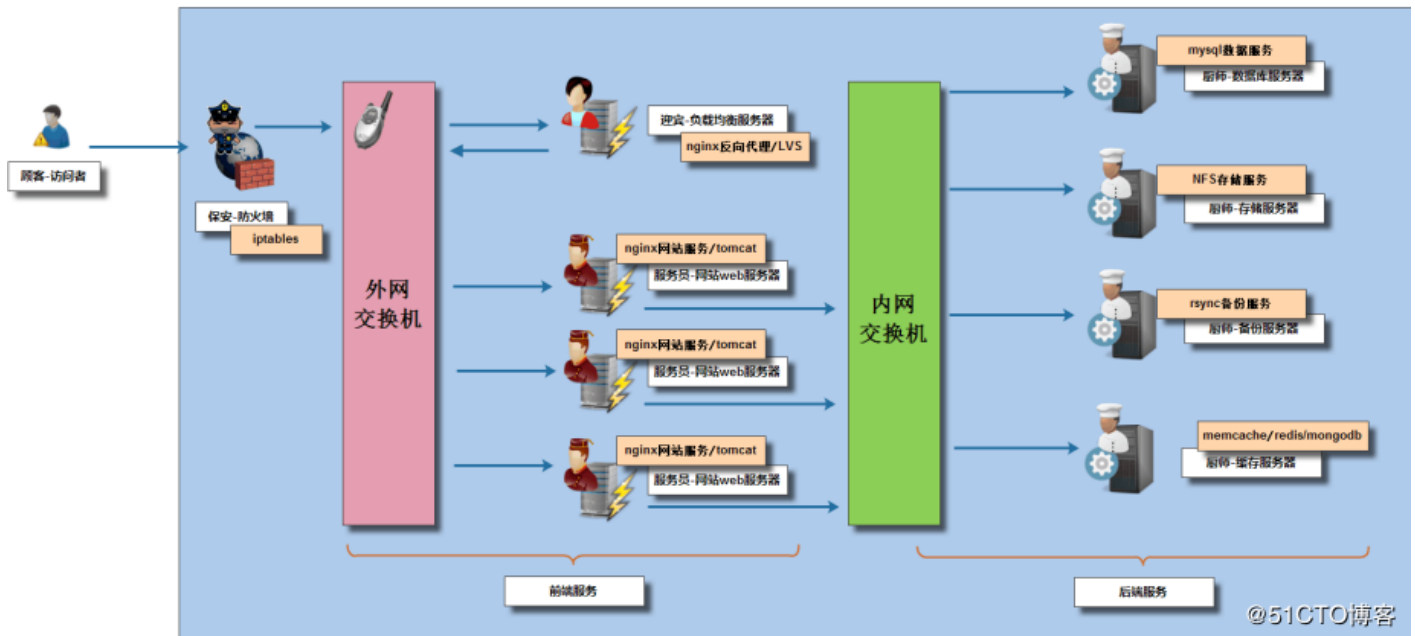 顾客-访问者
保安-防火墙
iptables
外网
交换机
迎宾-负载均衡服务器
nginx反向代理/LVS
nginx网站服务/tomcat
服务员-网站web服务器
nginx网站服务/tomcat
服务员-网站web服务器
nginx网站服务/tomcat
服务员-网站web服务器
前端服务
内网
交换机
mysql数据服务
厨师-数据库服务器
NFS存储服务
厨师-存储服务器
rsync备份服务
厨师-备份服务器
memcache/redis/mongodb
厨师-缓存服务器
后端服务
@51CTO博客